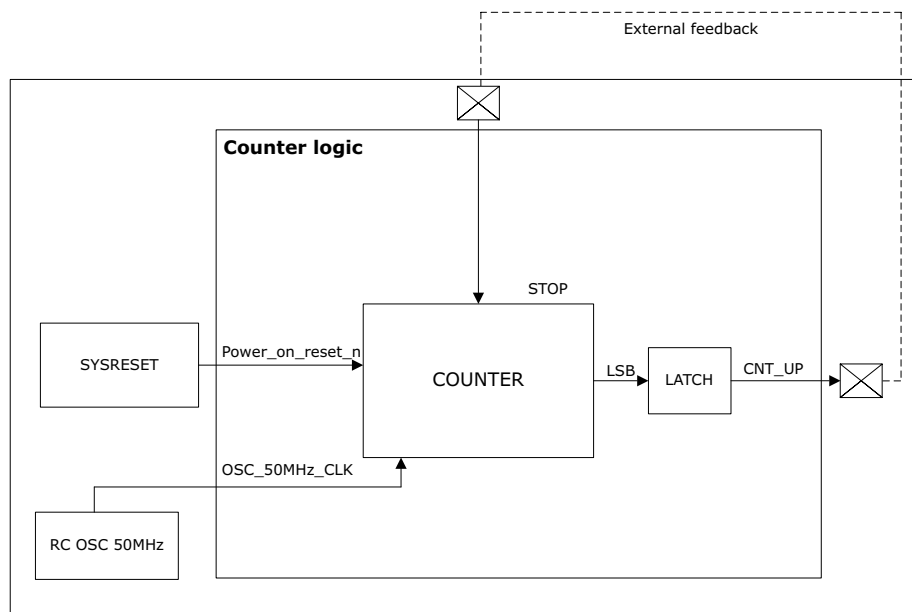 External feedback
Counter logic
STOP
SYSRESET
Power_on_reset_n
COUNTER
LSB
LATCH
CNT_UP
OSC_50MHz_CLK
RC OSC 50MHz